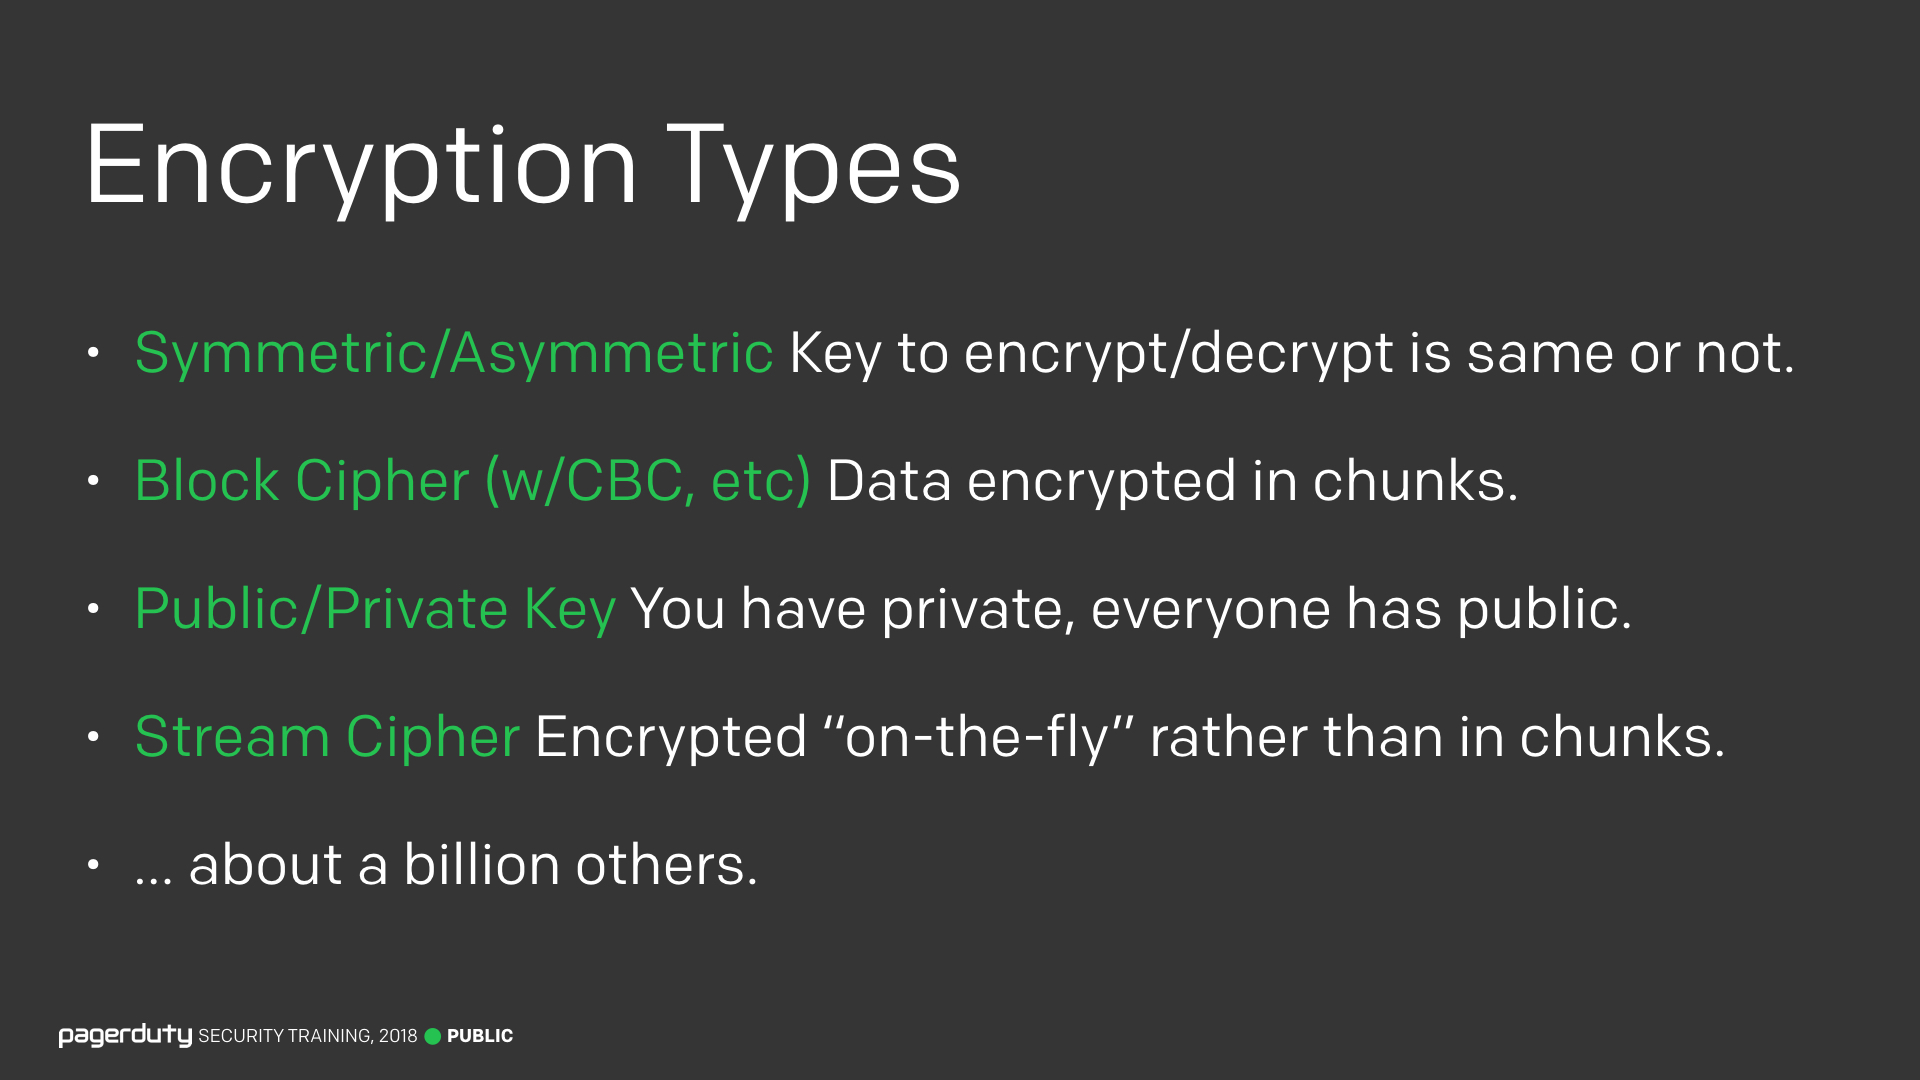 Encryption Types
• Symmetric/Asymmetric Key to encrypt/decrypt is same or not.
• Block Cipher (w/CBC, etc) Data encrypted in chunks.
• Public/Private Key You have private, everyone has public.
• Stream Cipher Encrypted “on-the-fly” rather than in chunks.
• ... about a billion others.
pagerduty SECURITY TRAINING, 2018 PUBLIC